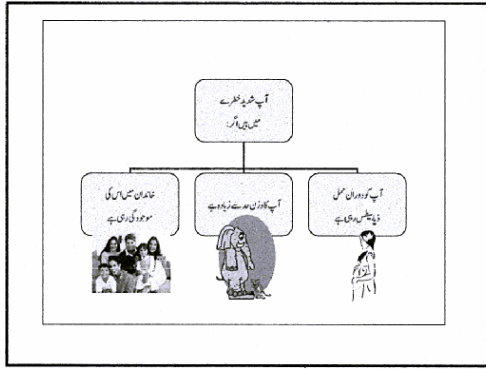 آپ شدید خطرے
میں ہیں اگر:
آپ کو دوران حمل
ذیابیطس رہی ہے
آپ کا وزن حد سے زیادہ ہے
خاندان میں اس کی
موجودگی رہی ہے